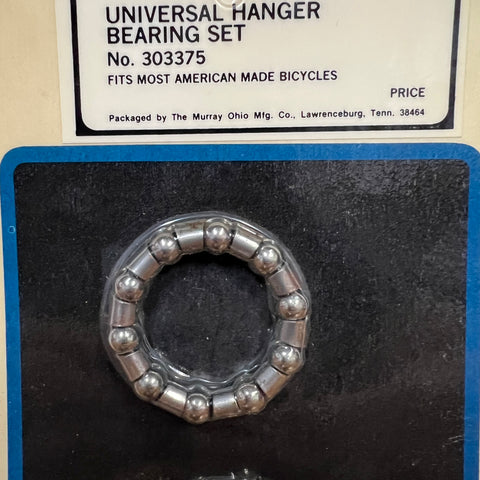 UNIVERSAL HANGER
BEARING SET
No. 303375
FITS MOST AMERICAN MADE BICYCLES
PRICE
Packaged by The Murray Ohio Mfg. Co., Lawrenceburg, Tenn. 38464